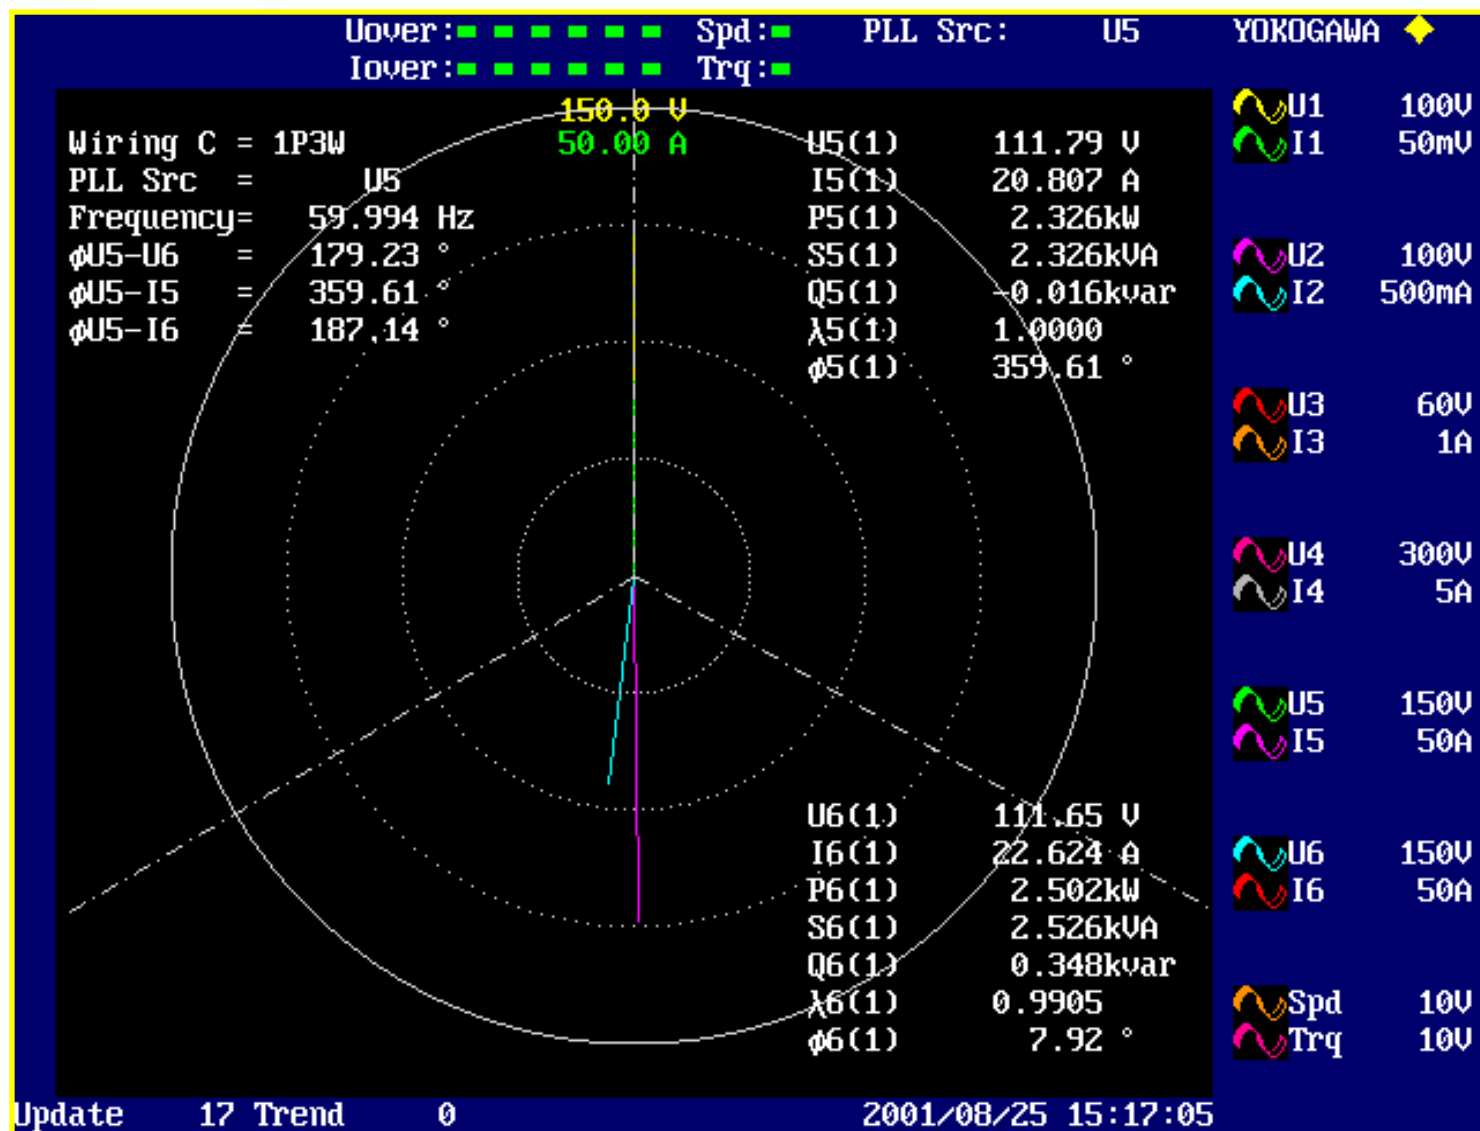 Uover: Spd: PLL Src: U5 YOKOGAWA
Iover: Trq:
150.0 V
50.00 A
Wiring C = 1P3W
PLL Src = U5
Frequency= 59.994 Hz
ϕU5-U6 = 179.23 °
ϕU5-I5 = 359.61 °
ϕU5-I6 = 187.14 °
U5(1) 111.79 V
I5(1) 20.807 A
P5(1) 2.326kW
S5(1) 2.326kVA
Q5(1) -0.016kvar
λ5(1) 1.0000
ϕ5(1) 359.61 °
U6(1) 111.65 V
I6(1) 22.624 A
P6(1) 2.502kW
S6(1) 2.526kVA
Q6(1) 0.348kvar
λ6(1) 0.9905
ϕ6(1) 7.92 °
U1 100V
I1 50mV
U2 100V
I2 500mA
U3 60V
I3 1A
U4 300V
I4 5A
U5 150V
I5 50A
U6 150V
I6 50A
Spd 10V
Trq 10V
Update 17 Trend 0 2001/08/25 15:17:05